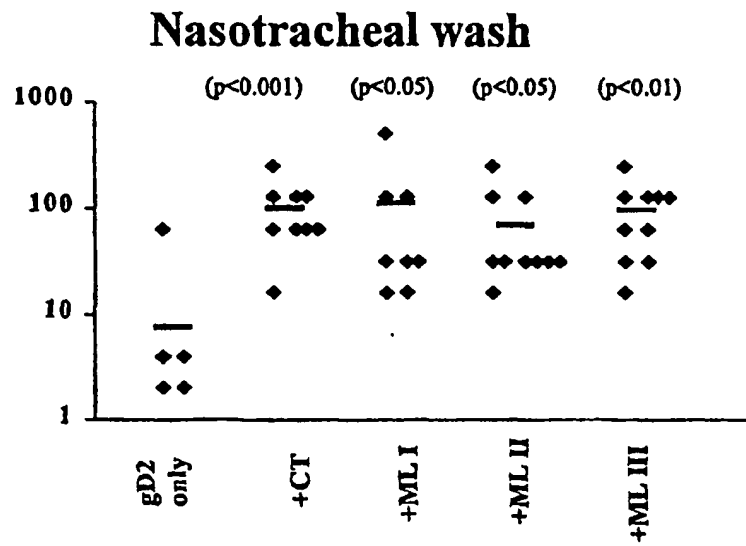 Nasotracheal wash
(p<0.001) (p<0.05) (p<0.05) (p<0.01)
1000
100
10
1
gD2 only
+CT
+ML I
+ML II
+ML III